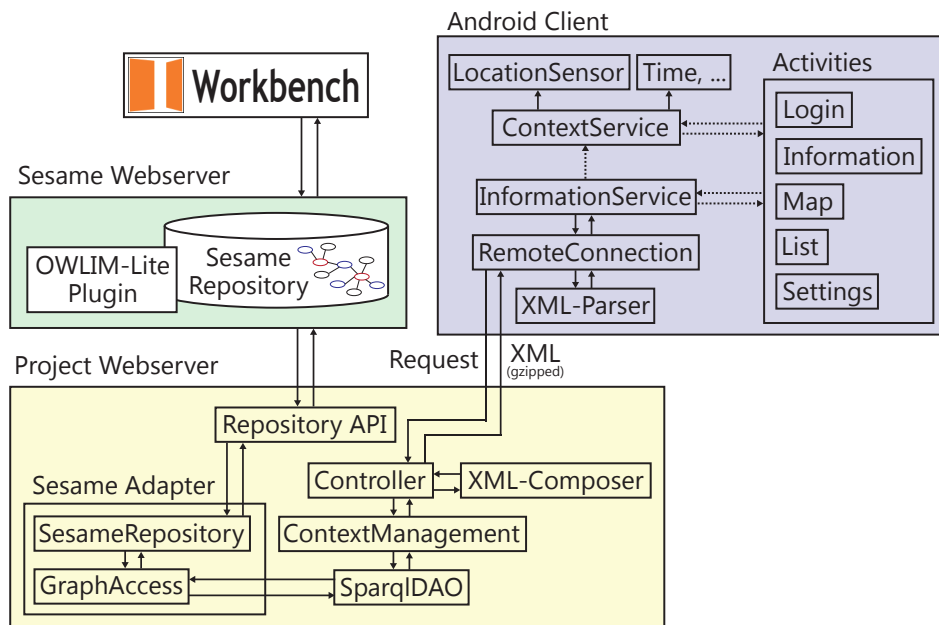 Android Client
Workbench
LocationSensor
Time, ...
Activities
ContextService
Login
Information
Sesame Webserver
InformationService
Map
OWLIM-Lite
Plugin
Sesame
Repository
RemoteConnection
List
XML-Parser
Settings
Project Webserver
Request
XML
(gzipped)
Repository API
Controller
XML-Composer
Sesame Adapter
SesameRepository
ContextManagement
GraphAccess
SparqlDAO